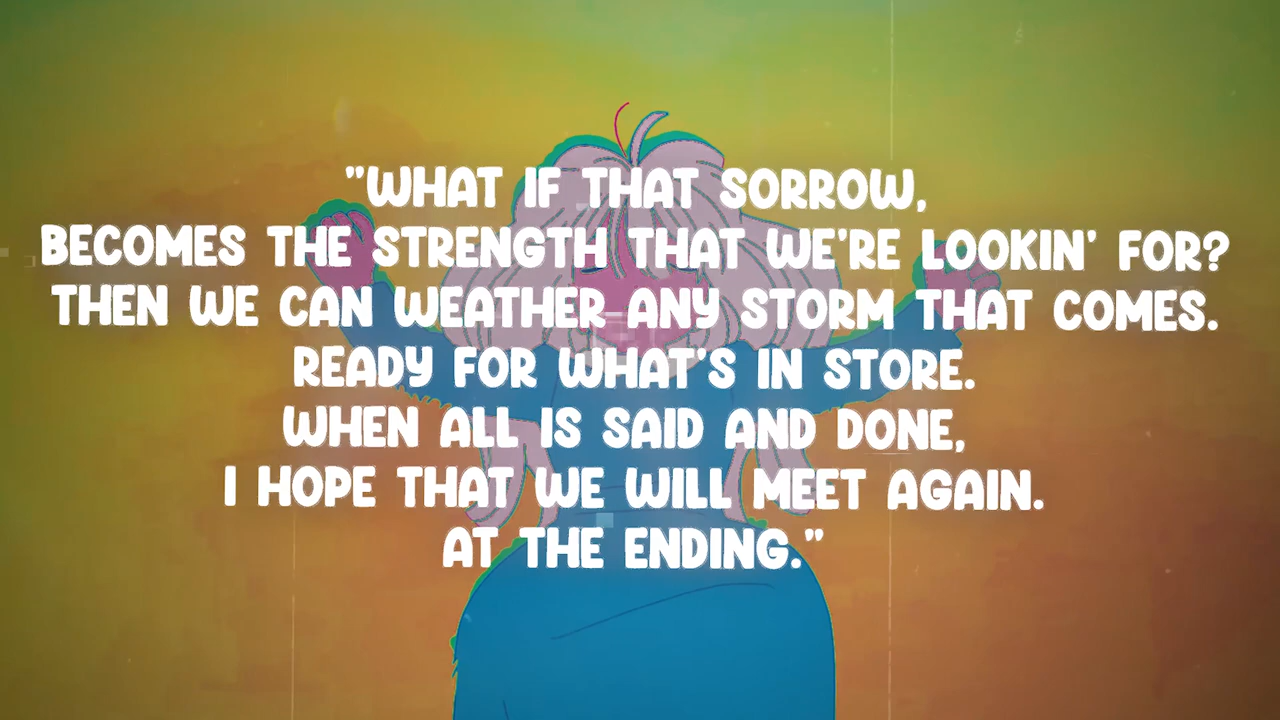 "WHAT IF THAT SORROW,
BECOMES THE STRENGTH THAT WE'RE LOOKIN' FOR?
THEN WE CAN WEATHER ANY STORM THAT COMES.
READY FOR WHAT'S IN STORE.
WHEN ALL IS SAID AND DONE,
I HOPE THAT WE WILL MEET AGAIN.
AT THE ENDING."